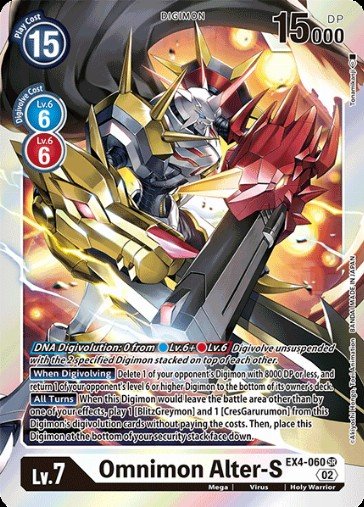 Play Cost
15
DIGIMON
15000
DP
Digivolve Cost
Lv.6
6
Lv.6
6
DNA Digivolution: 0 from Lv.6 + Lv.6 Digivolve unsuspended
with the 2 specified Digimon stacked on top of each other.
When Digivolving Delete 1 of your opponent's Digimon with 8000 DP or less, and
return 1 of your opponent's level 6 or higher Digimon to the bottom of its owner's deck.
All Turns When this Digimon would leave the battle area other than by
one of your effects, play 1 [BlitzGreymon] and 1 [CresGarurumon] from this
Digimon's digivolution cards without paying the costs. Then, place this
Digimon at the bottom of your security stack face down.
Lv.7
Omnimon Alter-S
EX4-060 SR
02
Mega
Virus
Holy Warrior
BANDAI MADE IN JAPAN